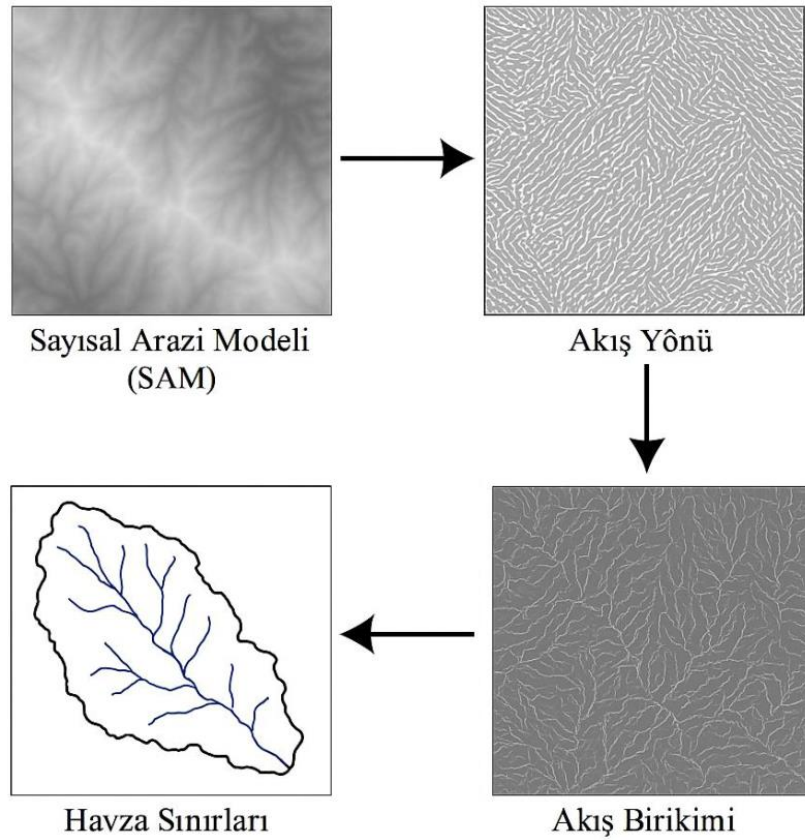 Sayısal Arazi Modeli
(SAM)
Akış Yônü
Havza Sınırları
Akış Birikimi